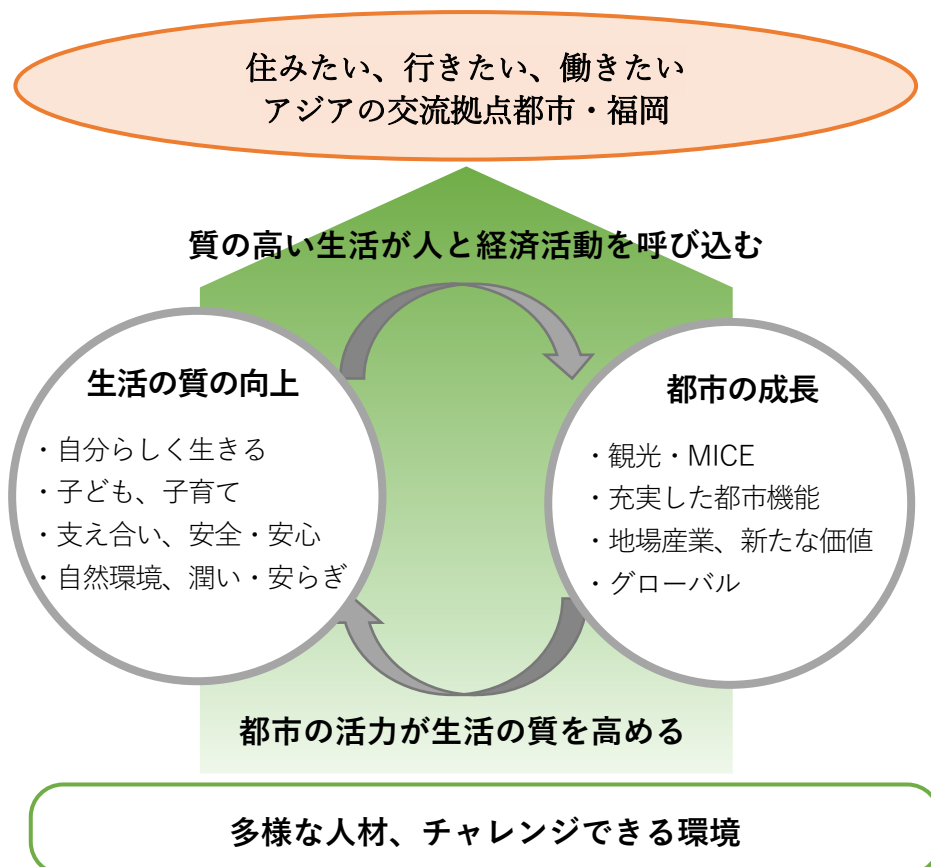 住みたい、行きたい、働きたい
アジアの交流拠点都市・福岡
質の高い生活が人と経済活動を呼び込む
生活の質の向上
・自分らしく生きる
・子ども、子育て
・支え合い、安全・安心
・自然環境、潤い・安らぎ
都市の成長
・観光・MICE
・充実した都市機能
・地場産業、新たな価値
・グローバル
都市の活力が生活の質を高める
多様な人材、チャレンジできる環境